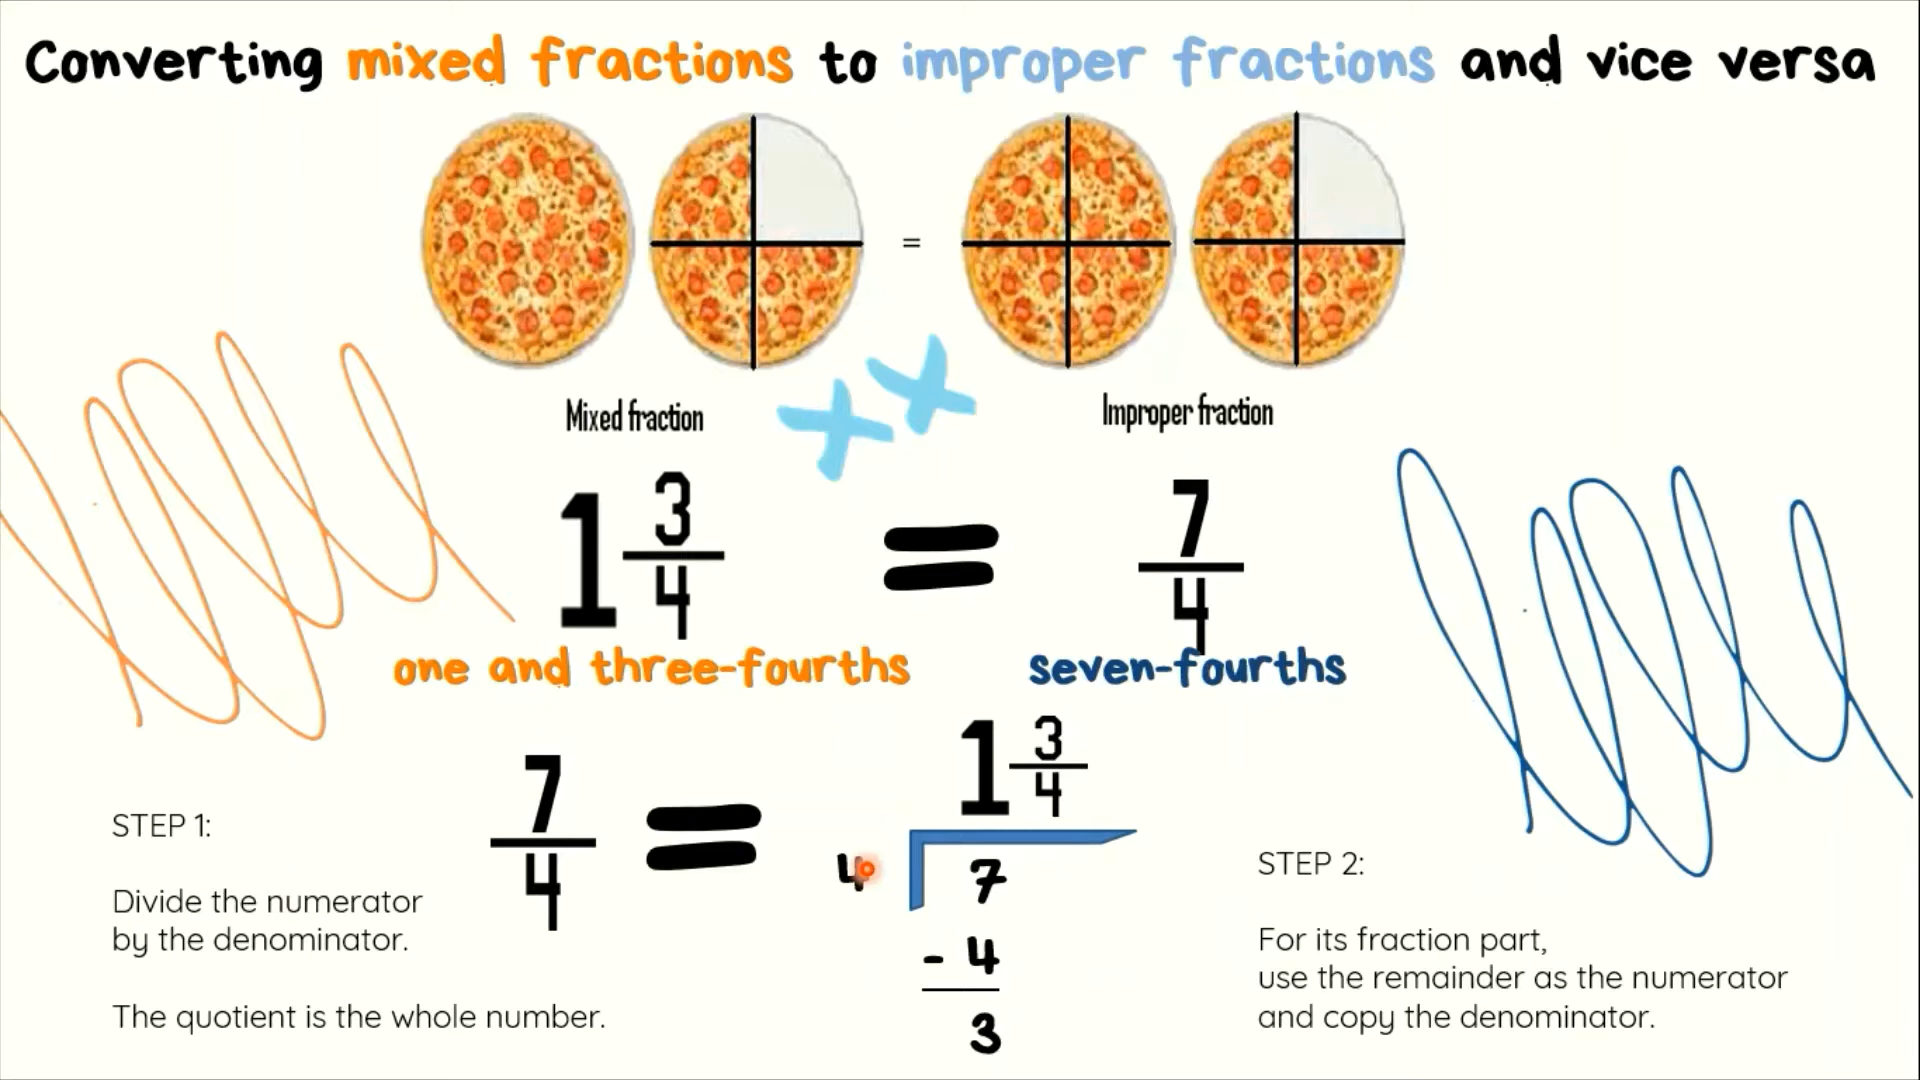 Converting mixed fractions to improper fractions and vice versa
=
Mixed fraction
Improper fraction
1 3/4 = 7/4
one and three-fourths
seven-fourths
7/4 = 1 3/4
4 7
- 4
3
STEP 1:
Divide the numerator
by the denominator.
The quotient is the whole number.
STEP 2:
For its fraction part,
use the remainder as the numerator
and copy the denominator.